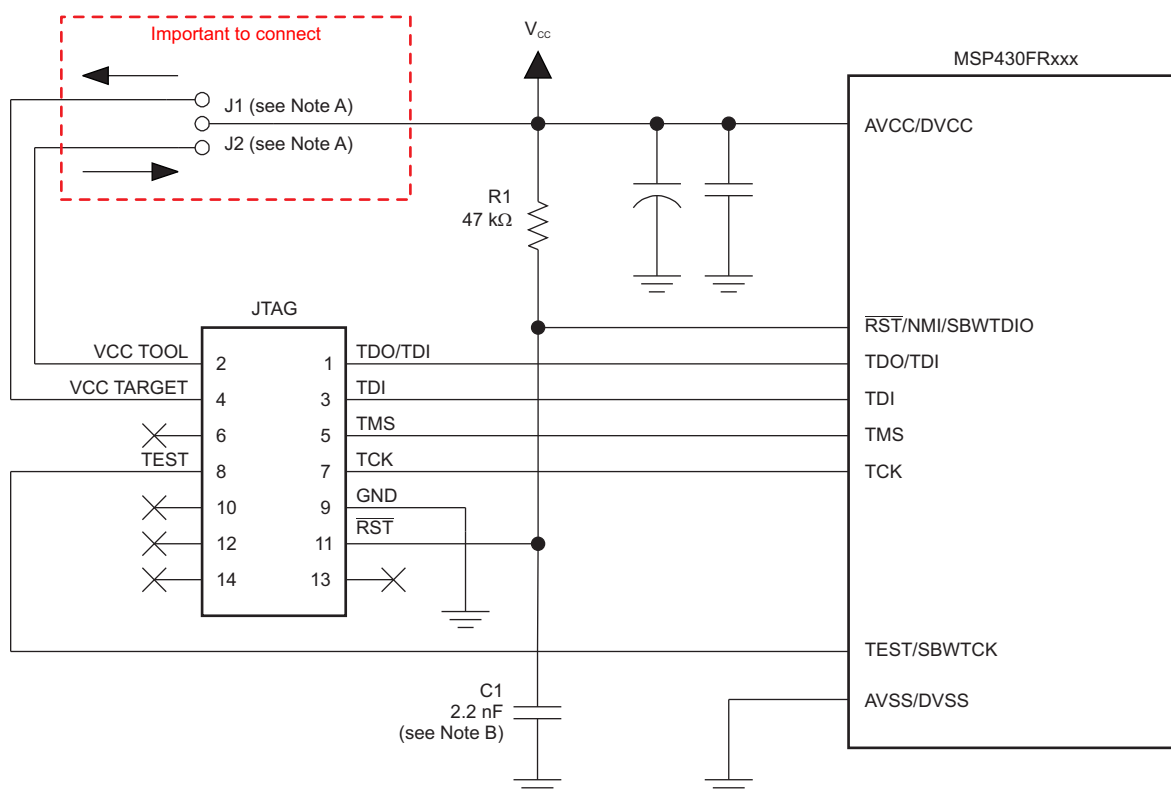 Important to connect
J1 (see Note A)
J2 (see Note A)
VCC
MSP430FRxxx
AVCC/DVCC
R1
47 kΩ
JTAG
RST/NMI/SBWTDIO
VCC TOOL
2
1
TDO/TDI
TDO/TDI
VCC TARGET
4
3
TDI
TDI
6
5
TMS
TMS
TEST
8
7
TCK
TCK
10
9
GND
12
11
RST
14
13
TEST/SBWTCK
C1
2.2 nF
(see Note B)
AVSS/DVSS